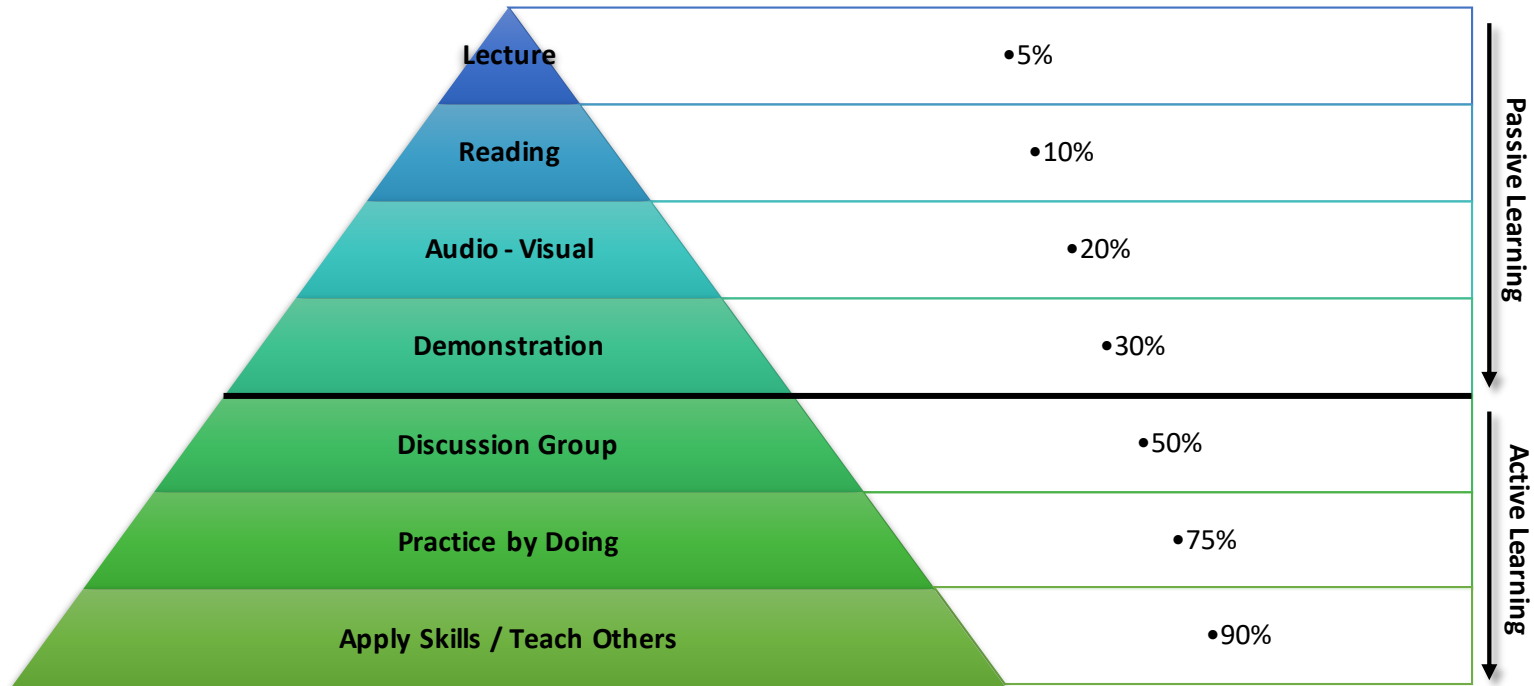 Lecture
•5%
Reading
•10%
Audio - Visual
•20%
Demonstration
•30%
Passive Learning
Discussion Group
•50%
Practice by Doing
•75%
Apply Skills / Teach Others
•90%
Active Learning